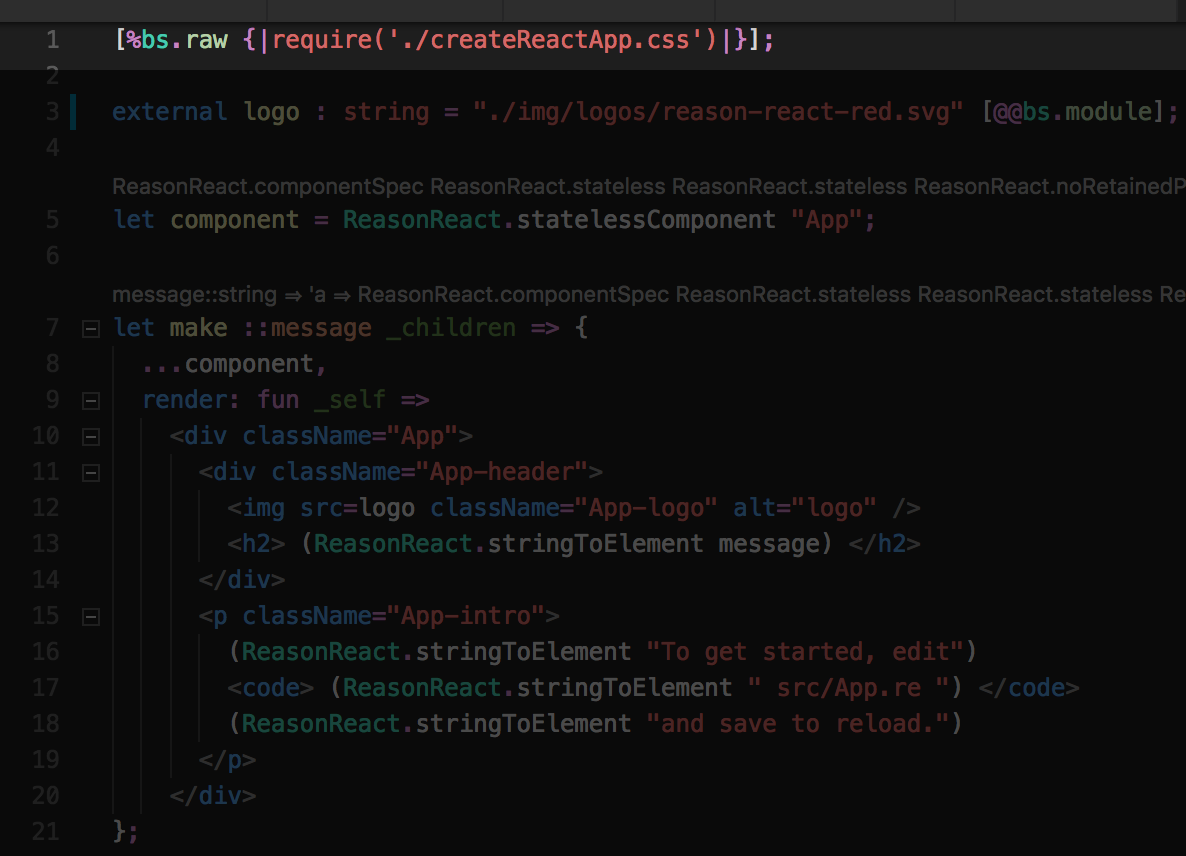 1 [%bs.raw {|require('./createReactApp.css')|}];
2
3 external logo : string = "./img/logos/reason-react-red.svg" [@@bs.module];
4
ReasonReact.componentSpec ReasonReact.stateless ReasonReact.stateless ReasonReact.noRetainedP
5 let component = ReasonReact.statelessComponent "App";
6
message::string => 'a => ReasonReact.componentSpec ReasonReact.stateless ReasonReact.stateless Re
7 let make ::message _children => {
8 ...component,
9 render: fun _self =>
10 <div className="App">
11 <div className="App-header">
12 <img src=logo className="App-logo" alt="logo" />
13 <h2> (ReasonReact.stringToElement message) </h2>
14 </div>
15 <p className="App-intro">
16 (ReasonReact.stringToElement "To get started, edit")
17 <code> (ReasonReact.stringToElement " src/App.re ") </code>
18 (ReasonReact.stringToElement "and save to reload.")
19 </p>
20 </div>
21 };